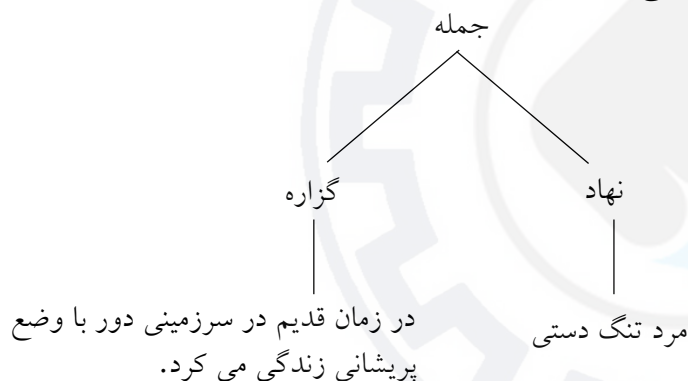 جمله
نهاد
گزاره
مرد تنگ دستی
در زمان قدیم در سرزمینی دور با وضع
پریشانی زندگی می کرد.